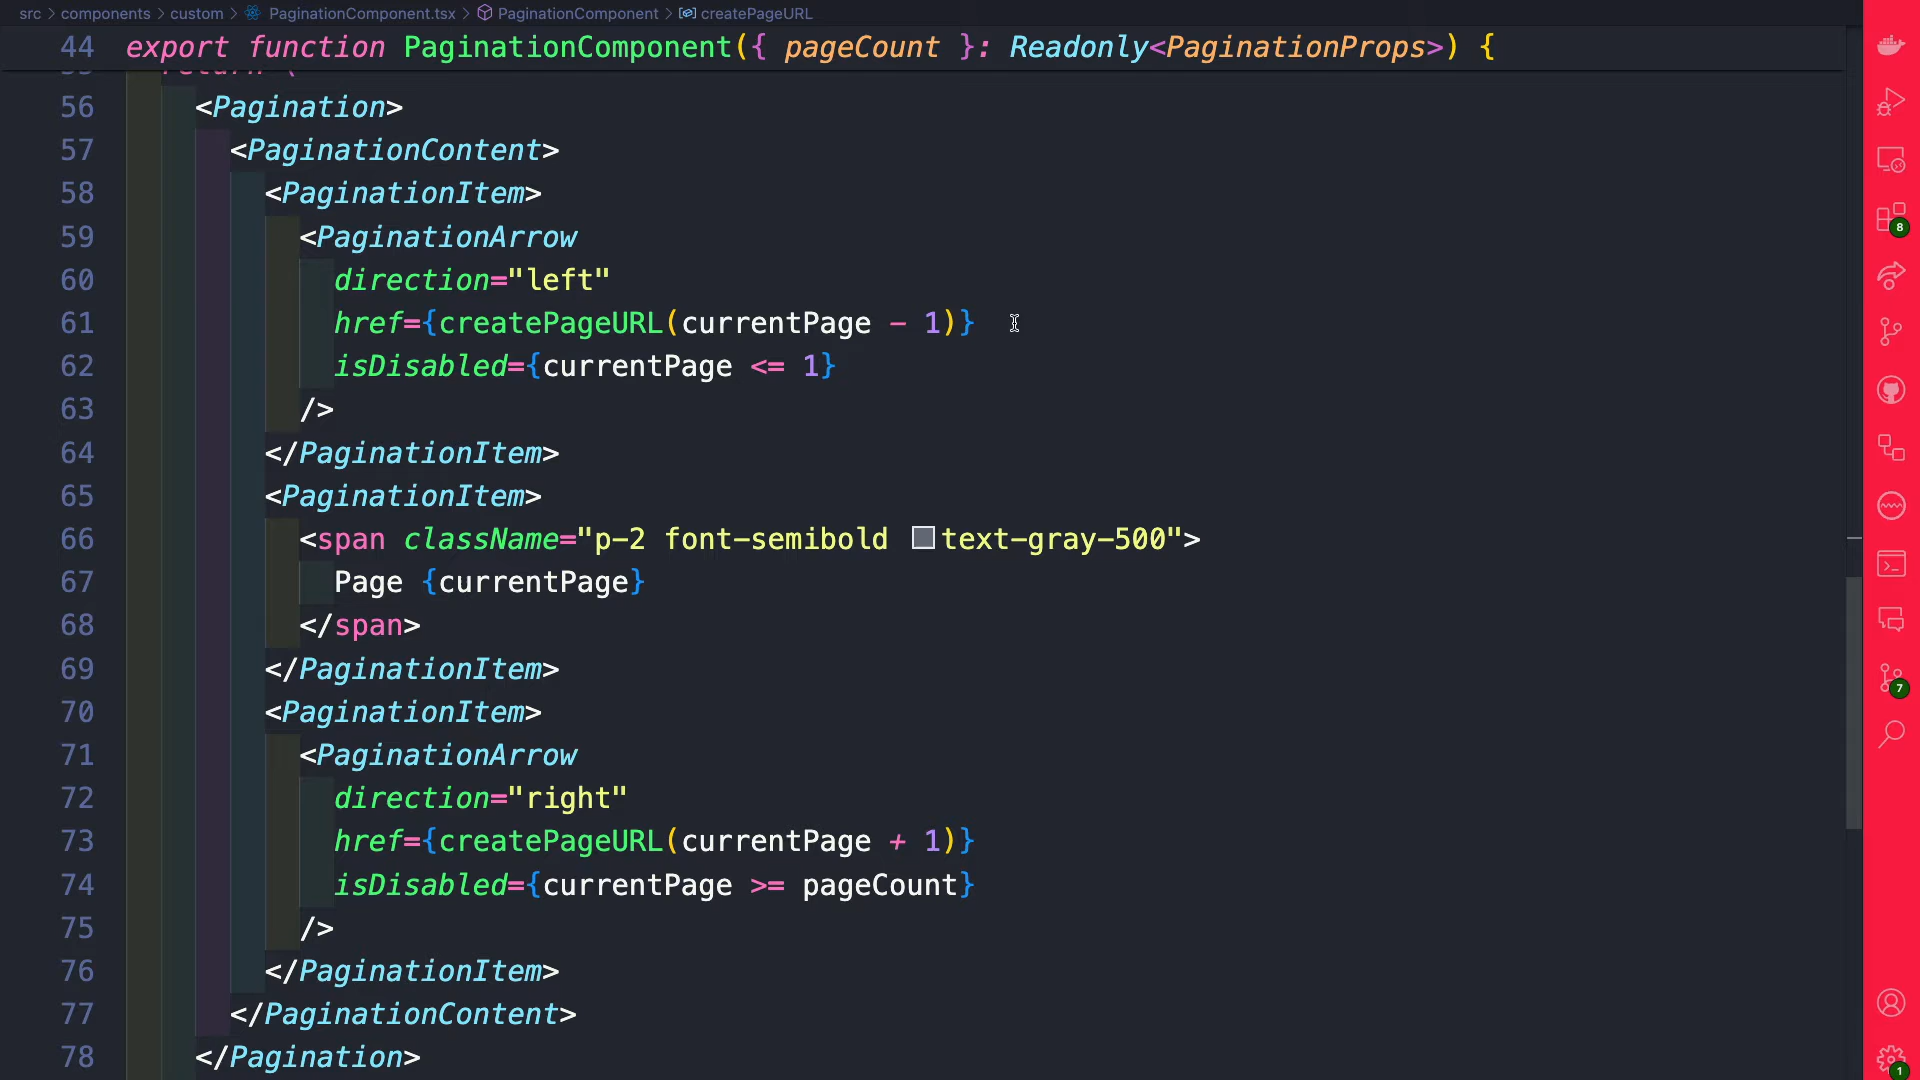 src > components > custom > PaginationComponent.tsx > PaginationComponent > createPageURL
44 export function PaginationComponent({ pageCount }: Readonly<PaginationProps>) {
56 <Pagination>
57 <PaginationContent>
58 <PaginationItem>
59 <PaginationArrow
60 direction="left"
61 href={createPageURL(currentPage - 1)}
62 isDisabled={currentPage <= 1}
63 />
64 </PaginationItem>
65 <PaginationItem>
66 <span className="p-2 font-semibold text-gray-500">
67 Page {currentPage}
68 </span>
69 </PaginationItem>
70 <PaginationItem>
71 <PaginationArrow
72 direction="right"
73 href={createPageURL(currentPage + 1)}
74 isDisabled={currentPage >= pageCount}
75 />
76 </PaginationItem>
77 </PaginationContent>
78 </Pagination>
8
7
1